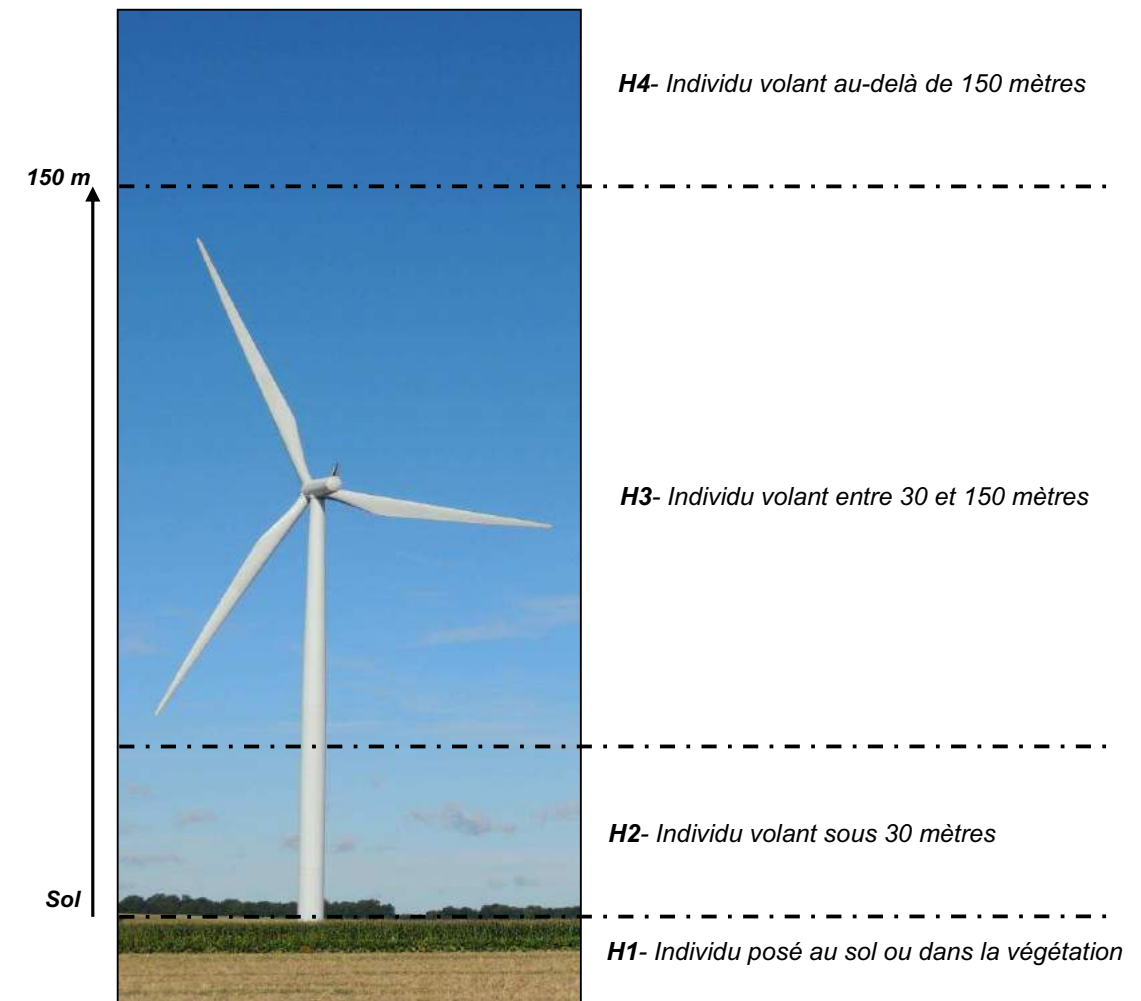 H4- Individu volant au-delà de 150 mètres
150 m
H3- Individu volant entre 30 et 150 mètres
H2- Individu volant sous 30 mètres
Sol
H1- Individu posé au sol ou dans la végétation